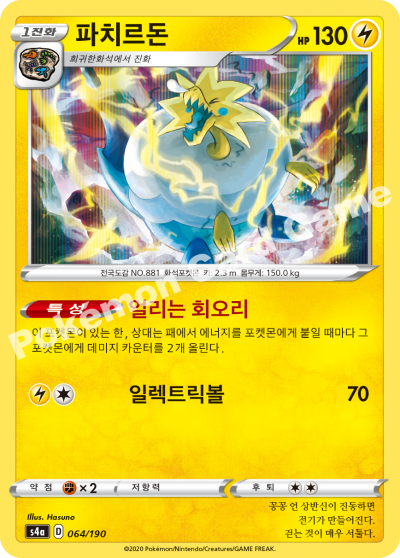 1진화
파치르돈
HP 130
희귀한화석에서 진화
전국도감 NO.881 화석포켓몬 키: 2.3 m 몸무게: 150.0 kg
특성 일리는 회오리
이 포켓몬이 있는 한, 상대는 패에서 에너지를 포켓몬에게 붙일 때마다 그
포켓몬에게 데미지 카운터를 2개 올린다.
일렉트릭볼 70
약점 ×2 저항력 후퇴
Illus. Hasuno
s4a D 064/190
꽁꽁 언 상반신이 진동하면
전기가 만들어진다.
걷는 것이 매우 서툴다.
©2020 Pokémon/Nintendo/Creatures/GAME FREAK.
Pokémon Card Game